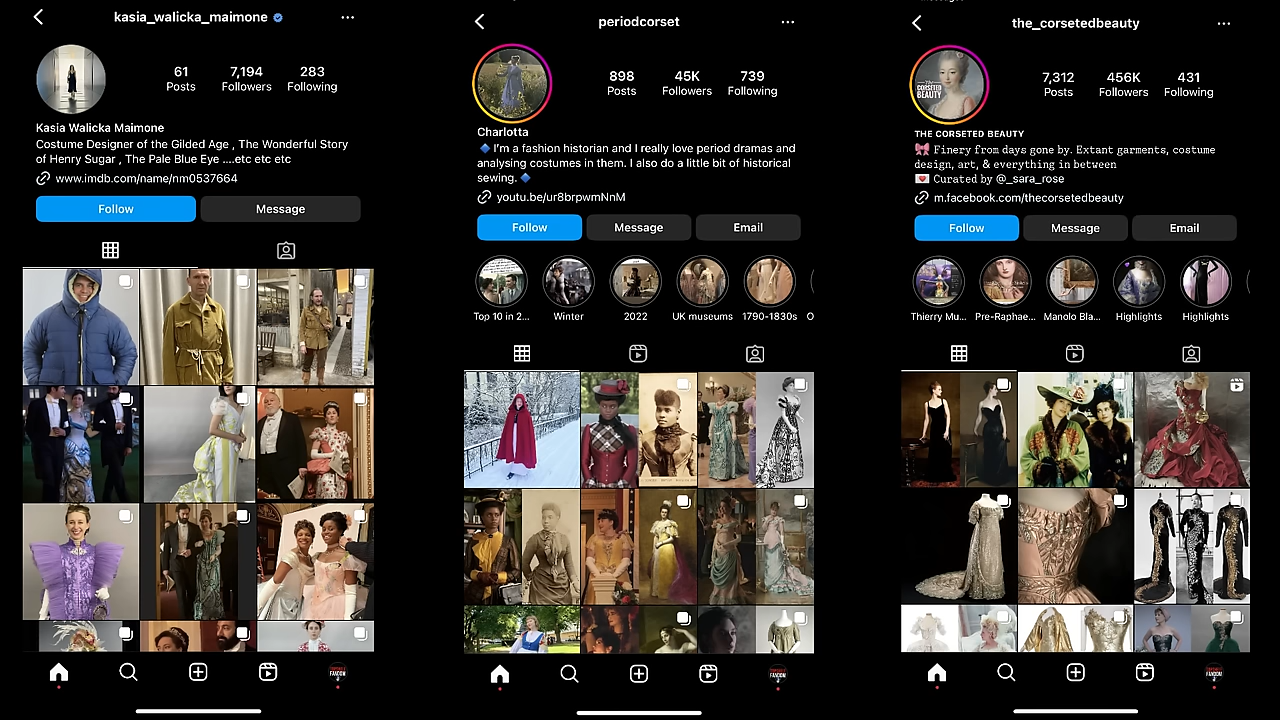 kasia_walicka_maimone
61
7,194
283
Posts
Followers
Following
Kasia Walicka Maimone
Costume Designer of the Gilded Age , The Wonderful Story
of Henry Sugar , The Pale Blue Eye ....etc etc etc
www.imdb.com/name/nm0537664
Follow
Message
periodcorset
898
45K
739
Posts
Followers
Following
Charlotta
🔹I'm a fashion historian and I really love period dramas and
analysing costumes in them. I also do a little bit of historical
sewing.🔹
youtu.be/ur8brpwmNnM
Follow
Message
Email
Top 10 in 2...
Winter
2022
UK museums
1790-1830s
the_corsetedbeauty
CORSETED
BEAUTY
7,312
456K
431
Posts
Followers
Following
THE CORSETED BEAUTY
🎀 Finery from days gone by. Extant garments, costume
design, art, & everything in between
💌 Curated by @_sara_rose
m.facebook.com/thecorsetedbeauty
Follow
Message
Email
Thierry Mu...
Pre-Raphae...
Manolo Bla...
Highlights
Highlights